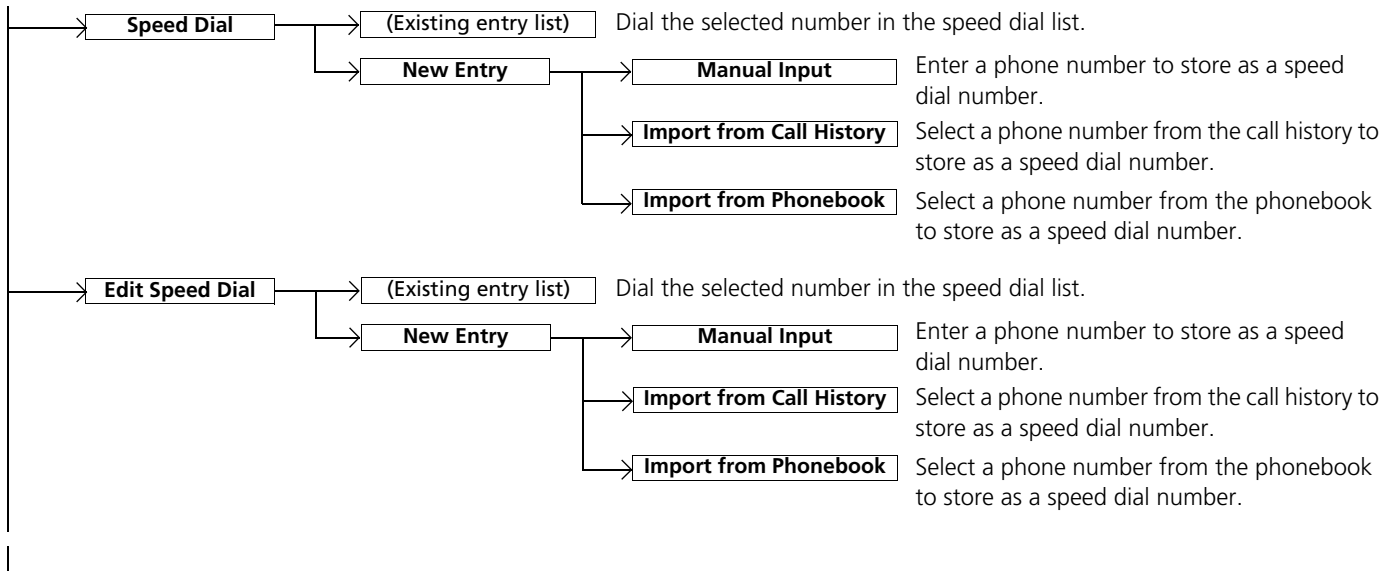 Speed Dial (Existing entry list) Dial the selected number in the speed dial list.
New Entry Manual Input Enter a phone number to store as a speed
dial number.
Import from Call History Select a phone number from the call history to
store as a speed dial number.
Import from Phonebook Select a phone number from the phonebook
to store as a speed dial number.
Edit Speed Dial (Existing entry list) Dial the selected number in the speed dial list.
New Entry Manual Input Enter a phone number to store as a speed
dial number.
Import from Call History Select a phone number from the call history to
store as a speed dial number.
Import from Phonebook Select a phone number from the phonebook
to store as a speed dial number.